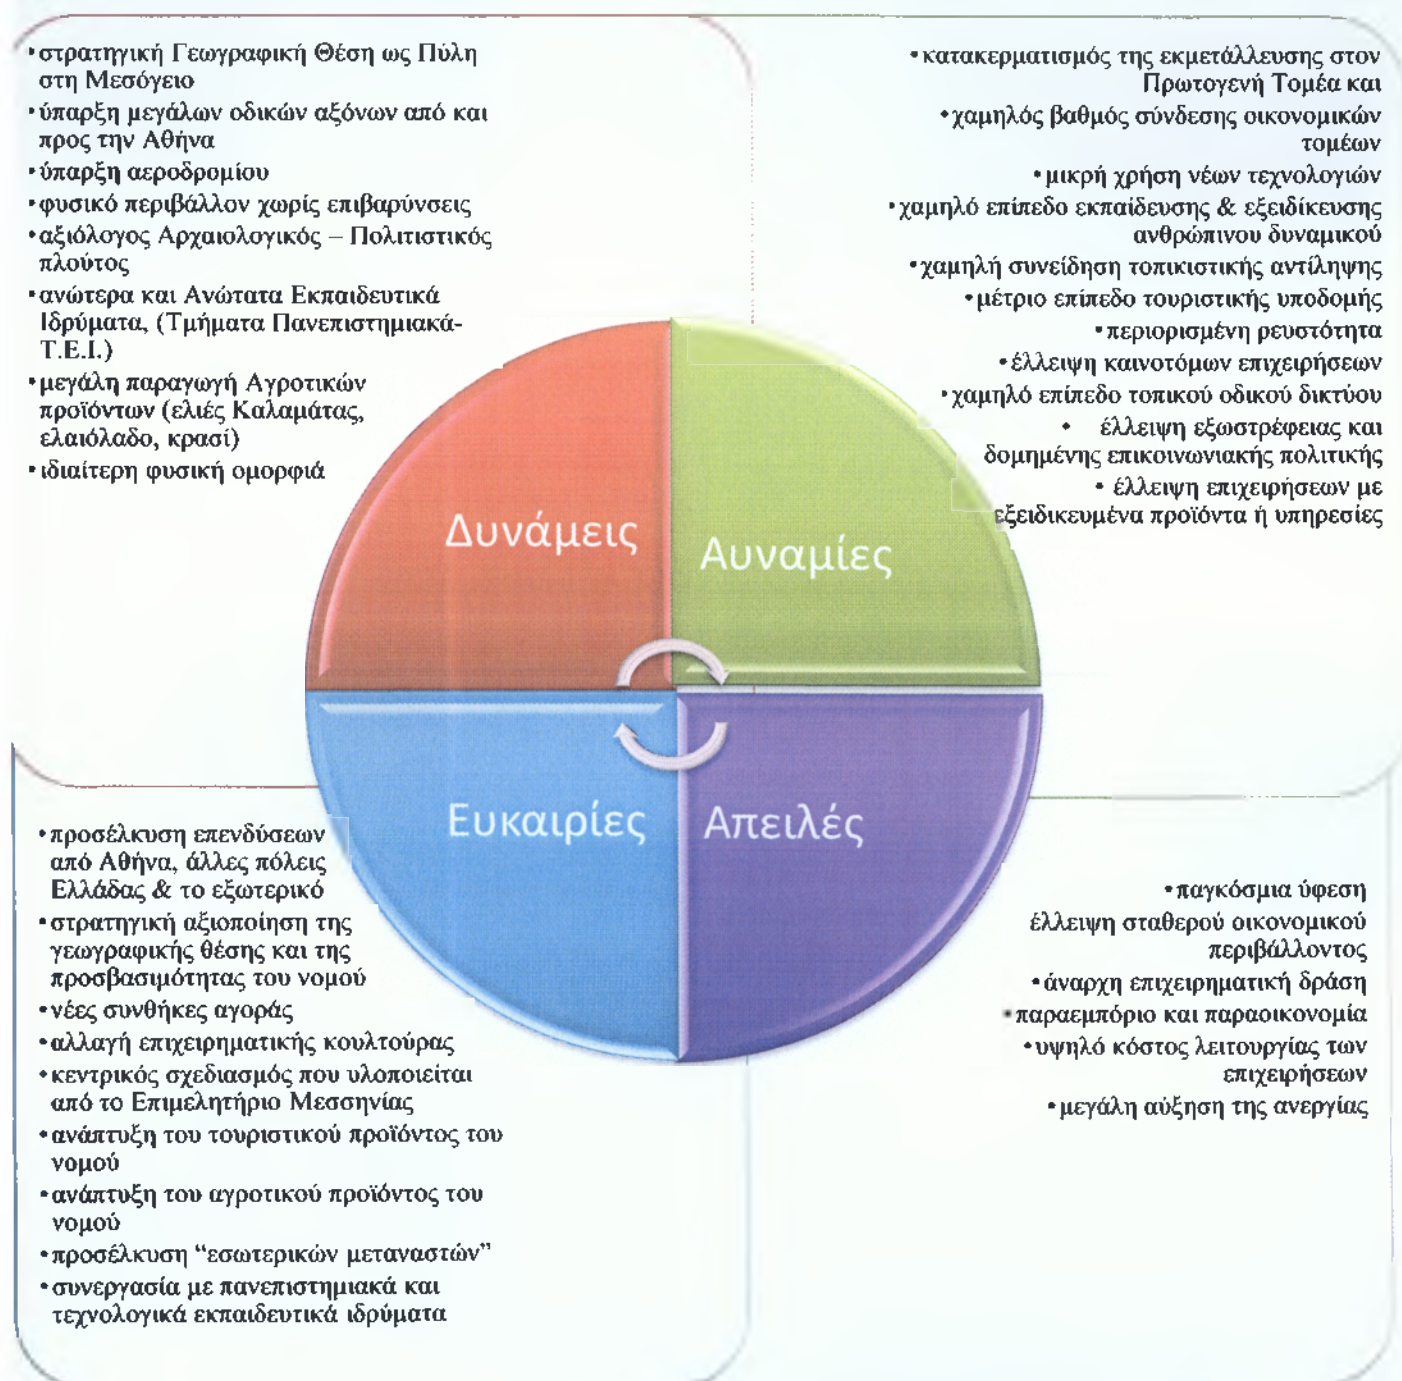 •στρατηγική Γεωγραφική Θέση ως Πύλη
στη Μεσόγειο
•ύπαρξη μεγάλων οδικών αξόνων από και
προς την Αθήνα
•ύπαρξη αεροδρομίου
•φυσικό περιβάλλον χωρίς επιβαρύνσεις
•αξιόλογος Αρχαιολογικός – Πολιτιστικός
πλούτος
•ανώτερα και Ανώτατα Εκπαιδευτικά
Ιδρύματα, (Τμήματα Πανεπιστημιακά-
Τ.Ε.Ι.)
•μεγάλη παραγωγή Αγροτικών
προϊόντων (ελιές Καλαμάτας,
ελαιόλαδο, κρασί)
•ιδιαίτερη φυσική ομορφιά
•κατακερματισμός της εκμετάλλευσης στον
Πρωτογενή Τομέα και
•χαμηλός βαθμός σύνδεσης οικονομικών
τομέων
•μικρή χρήση νέων τεχνολογιών
•χαμηλό επίπεδο εκπαίδευσης & εξειδίκευσης
ανθρώπινου δυναμικού
•χαμηλή συνείδηση τοπικιστικής αντίληψης
•μέτριο επίπεδο τουριστικής υποδομής
•περιορισμένη ρευστότητα
•έλλειψη καινοτόμων επιχειρήσεων
•χαμηλό επίπεδο τοπικού οδικού δικτύου
• έλλειψη εξωστρέφειας και
δομημένης επικοινωνιακής πολιτικής
• έλλειψη επιχειρήσεων με
εξειδικευμένα προϊόντα ή υπηρεσίες
Δυνάμεις
Αυναμίες
Ευκαιρίες
Απειλές
•προσέλκυση επενδύσεων
από Αθήνα, άλλες πόλεις
Ελλάδας & το εξωτερικό
•στρατηγική αξιοποίηση της
γεωγραφικής θέσης και της
προσβασιμότητας του νομού
•νέες συνθήκες αγοράς
•αλλαγή επιχειρηματικής κουλτούρας
•κεντρικός σχεδιασμός που υλοποιείται
από το Επιμελητήριο Μεσσηνίας
•ανάπτυξη του τουριστικού προϊόντος του
νομού
•ανάπτυξη του αγροτικού προϊόντος του
νομού
•προσέλκυση “εσωτερικών μεταναστών”
•συνεργασία με πανεπιστημιακά και
τεχνολογικά εκπαιδευτικά ιδρύματα
•παγκόσμια ύφεση
έλλειψη σταθερού οικονομικού
περιβάλλοντος
•άναρχη επιχειρηματική δράση
•παραεμπόριο και παραοικονομία
•υψηλό κόστος λειτουργίας των
επιχειρήσεων
•μεγάλη αύξηση της ανεργίας